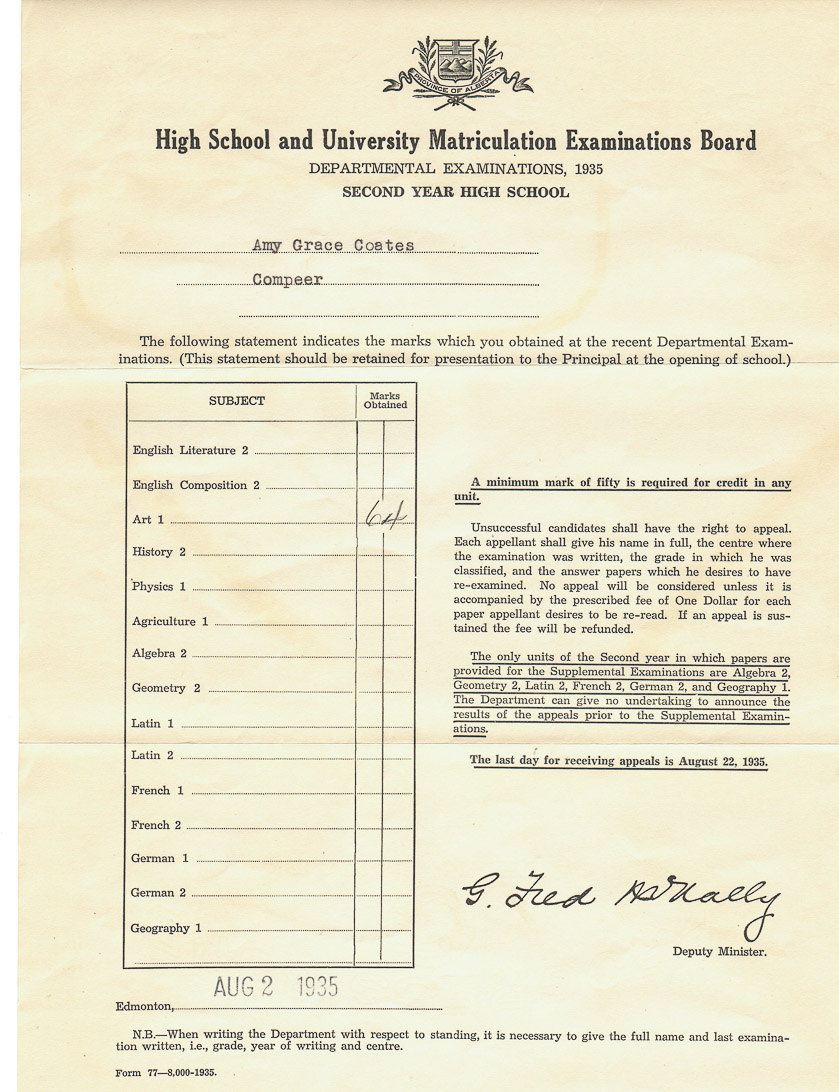 PROVINCE OF ALBERTA
High School and University Matriculation Examinations Board
DEPARTMENTAL EXAMINATIONS, 1935
SECOND YEAR HIGH SCHOOL
Amy Grace Coates
Compeer
The following statement indicates the marks which you obtained at the recent Departmental Exam-
inations. (This statement should be retained for presentation to the Principal at the opening of school.)
SUBJECT
Marks
Obtained
English Literature 2
English Composition 2
Art 1 64
History 2
Physics 1
Agriculture 1
Algebra 2
Geometry 2
Latin 1
Latin 2
French 1
French 2
German 1
German 2
Geography 1
A minimum mark of fifty is required for credit in any
unit.
Unsuccessful candidates shall have the right to appeal.
Each appellant shall give his name in full, the centre where
the examination was written, the grade in which he was
classified, and the answer papers which he desires to have
re-examined. No appeal will be considered unless it is
accompanied by the prescribed fee of One Dollar for each
paper appellant desires to be re-read. If an appeal is sus-
tained the fee will be refunded.
The only units of the Second year in which papers are
provided for the Supplemental Examinations are Algebra 2,
Geometry 2, Latin 2, French 2, German 2, and Geography 1.
The Department can give no undertaking to announce the
results of the appeals prior to the Supplemental Examin-
ations.
The last day for receiving appeals is August 22, 1935.
G. Fred McNally
Deputy Minister.
AUG 2 1935
Edmonton,
N.B.—When writing the Department with respect to standing, it is necessary to give the full name and last examina-
tion written, i.e., grade, year of writing and centre.
Form 77—8,000-1935.